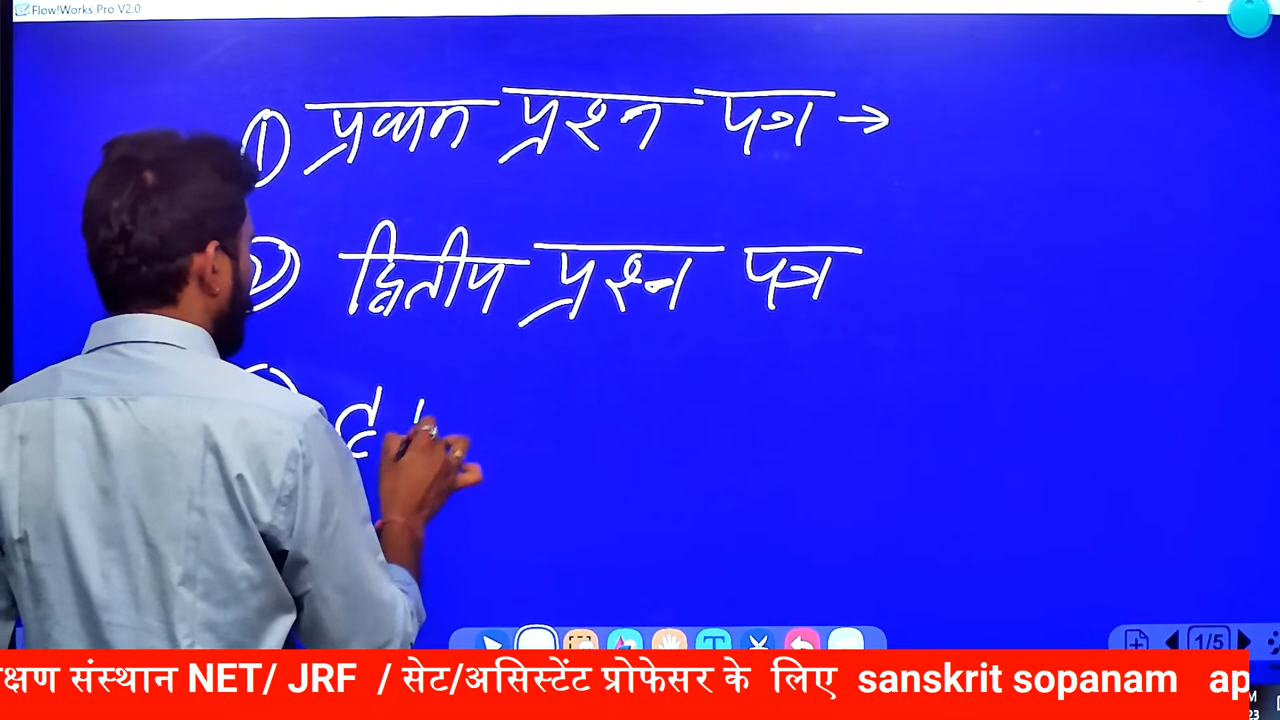 Flow!Works Pro V2.0
① प्रथम प्रश्न पत्र →
② द्वितीय प्रश्न पत्र
तृ
1/5
क्षण संस्थान NET/ JRF / सेट/असिस्टेंट प्रोफेसर के लिए sanskrit sopanam ap